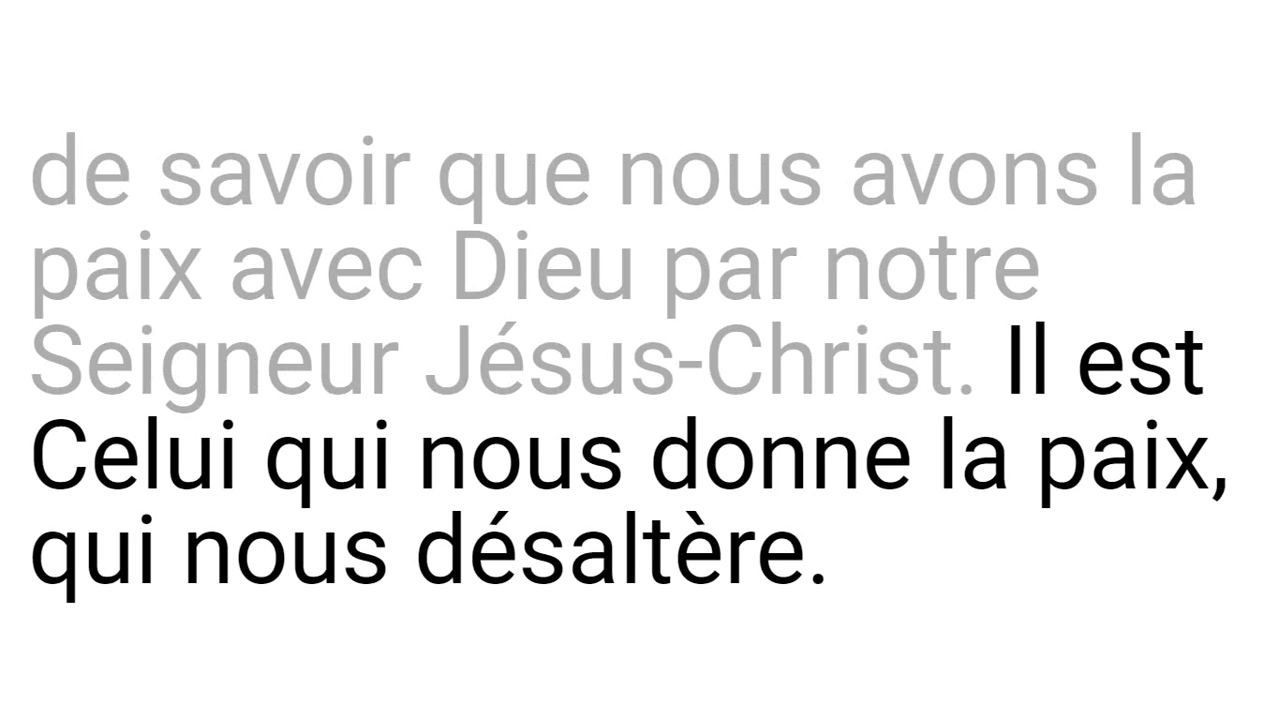 de savoir que nous avons la
paix avec Dieu par notre
Seigneur Jésus-Christ. Il est
Celui qui nous donne la paix,
qui nous désaltère.